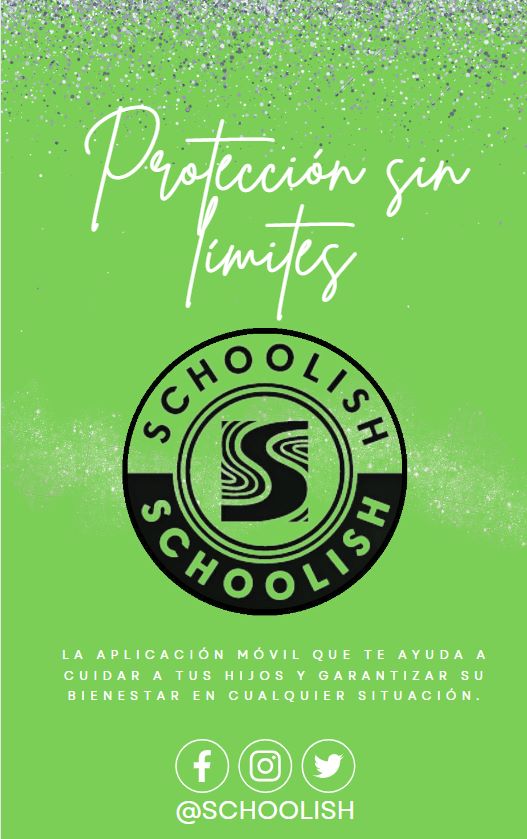 Protección sin
límites
SCHOOLISH
S
SCHOOLISH
LA APLICACIÓN MÓVIL QUE TE AYUDA A
CUIDAR A TUS HIJOS Y GARANTIZAR SU
BIENESTAR EN CUALQUIER SITUACIÓN.
@SCHOOLISH